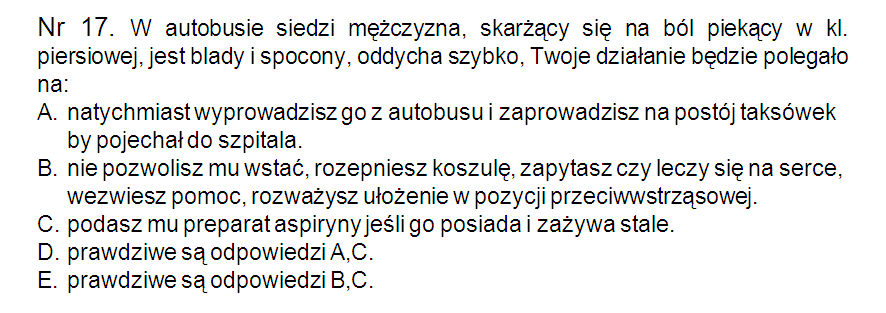 Nr 17. W autobusie siedzi mężczyzna, skarżący się na ból piekący w kl.
piersiowej, jest blady i spocony, oddycha szybko, Twoje działanie będzie polegało
na:
A. natychmiast wyprowadzisz go z autobusu i zaprowadzisz na postój taksówek
by pojechał do szpitala.
B. nie pozwolisz mu wstać, rozepniesz koszulę, zapytasz czy leczy się na serce,
wezwiesz pomoc, rozważysz ułożenie w pozycji przeciwwstrząsowej.
C. podasz mu preparat aspiryny jeśli go posiada i zażywa stale.
D. prawdziwe są odpowiedzi A,C.
E. prawdziwe są odpowiedzi B,C.